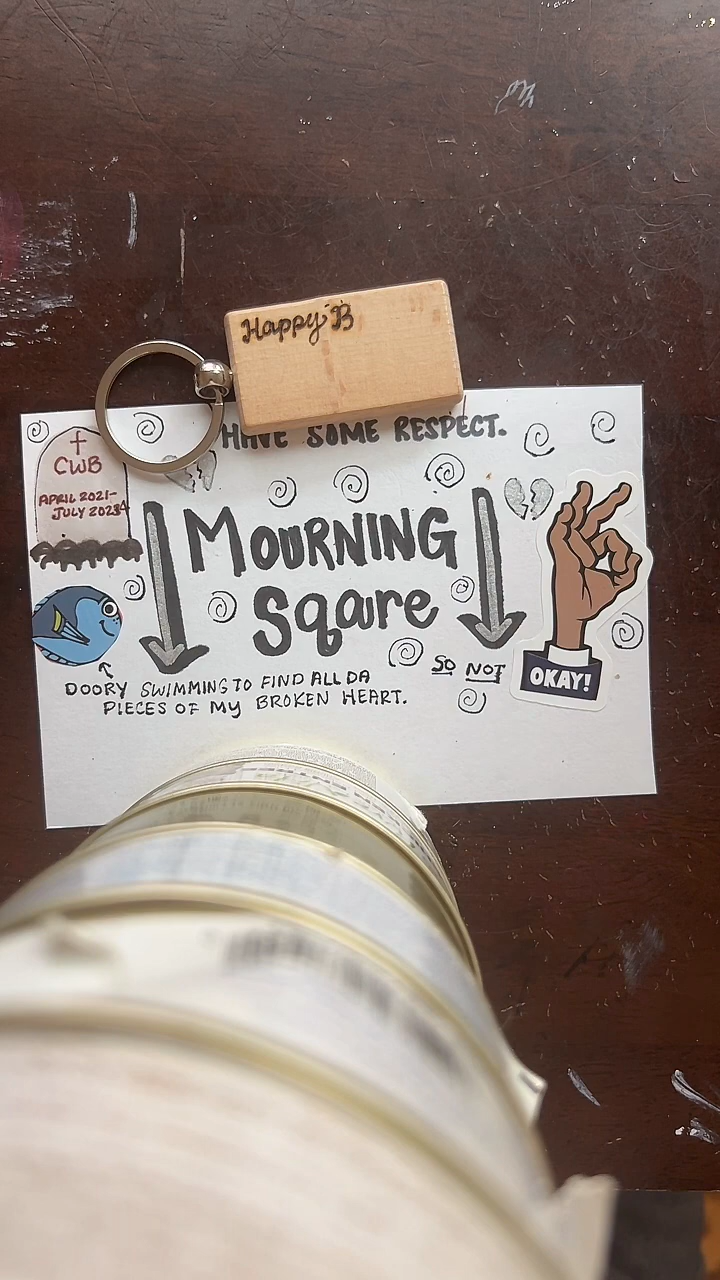 Happy B
HAVE SOME RESPECT.
CWB
APRIL 2021-
JULY 2024
MOURNING
Sqare
SO NOT
OKAY!
DOORY SWIMMING TO FIND ALL DA
PIECES OF MY BROKEN HEART.